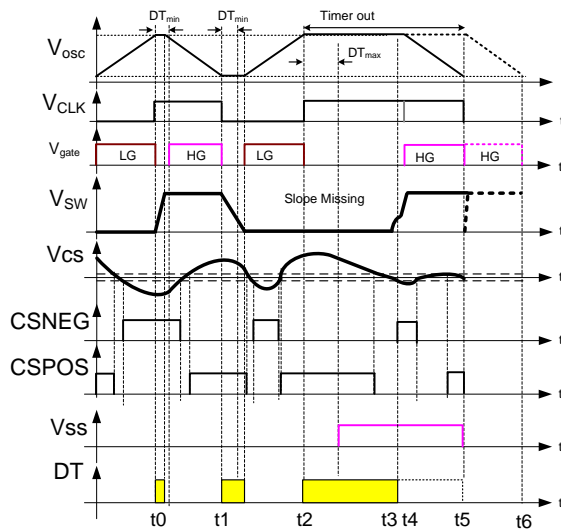 DTmin
DTmin
Timer out
Vosc
DTmax
t
VCLK
t
Vgate
LG
HG
LG
HG
HG
t
VSW
Slope Missing
t
Vcs
t
CSNEG
t
CSPOS
t
Vss
t
DT
t
t0
t1
t2
t3
t4
t5
t6